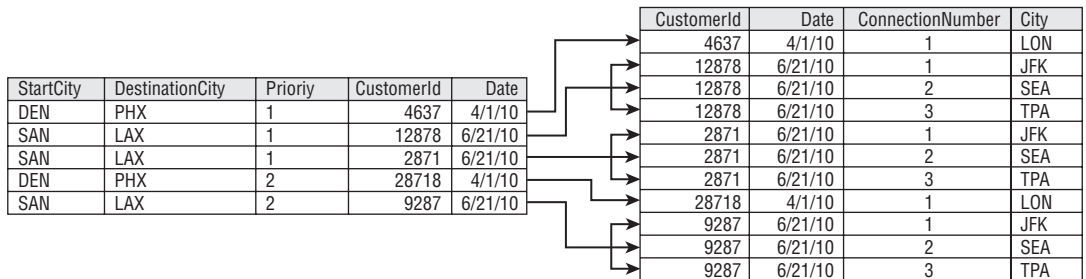 CustomerId Date ConnectionNumber City
4637 4/1/10 1 LON
12878 6/21/10 1 JFK
12878 6/21/10 2 SEA
12878 6/21/10 3 TPA
2871 6/21/10 1 JFK
2871 6/21/10 2 SEA
2871 6/21/10 3 TPA
28718 4/1/10 1 LON
9287 6/21/10 1 JFK
9287 6/21/10 2 SEA
9287 6/21/10 3 TPA
StartCity DestinationCity Prioriy CustomerId Date
DEN PHX 1 4637 4/1/10
SAN LAX 1 12878 6/21/10
SAN LAX 1 2871 6/21/10
DEN PHX 2 28718 4/1/10
SAN LAX 2 9287 6/21/10